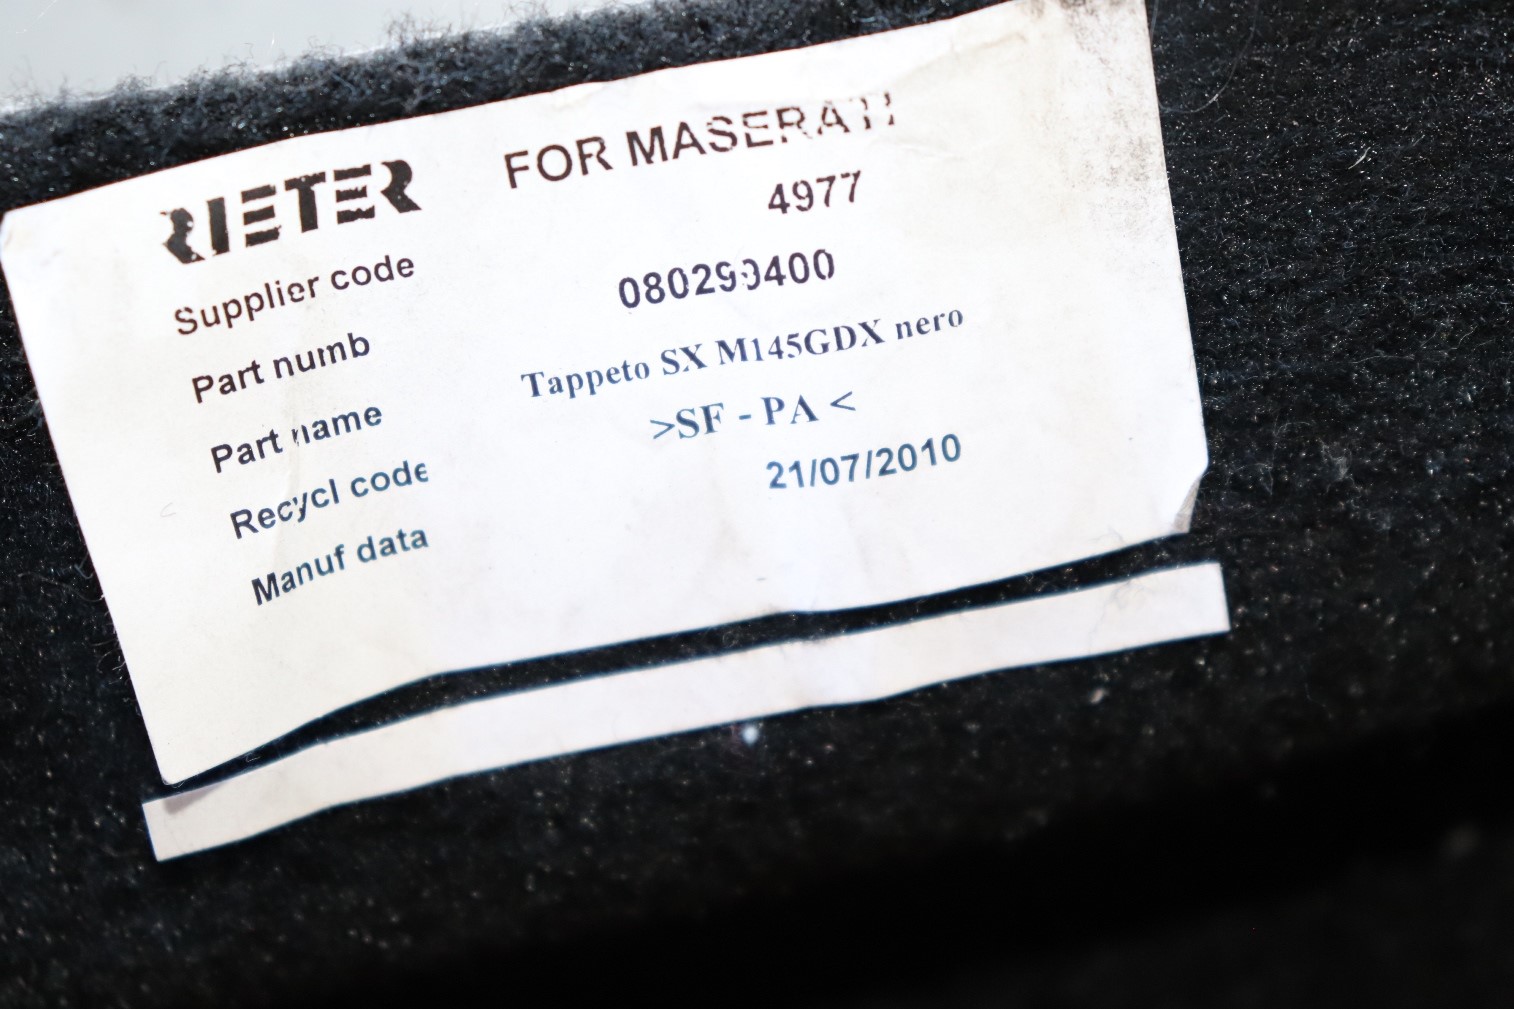 RIETER FOR MASERATI
Supplier code 4977
Part numb 080299400
Part name Tappeto SX M145GDX nero
Recycl code >SF - PA <
Manuf data 21/07/2010